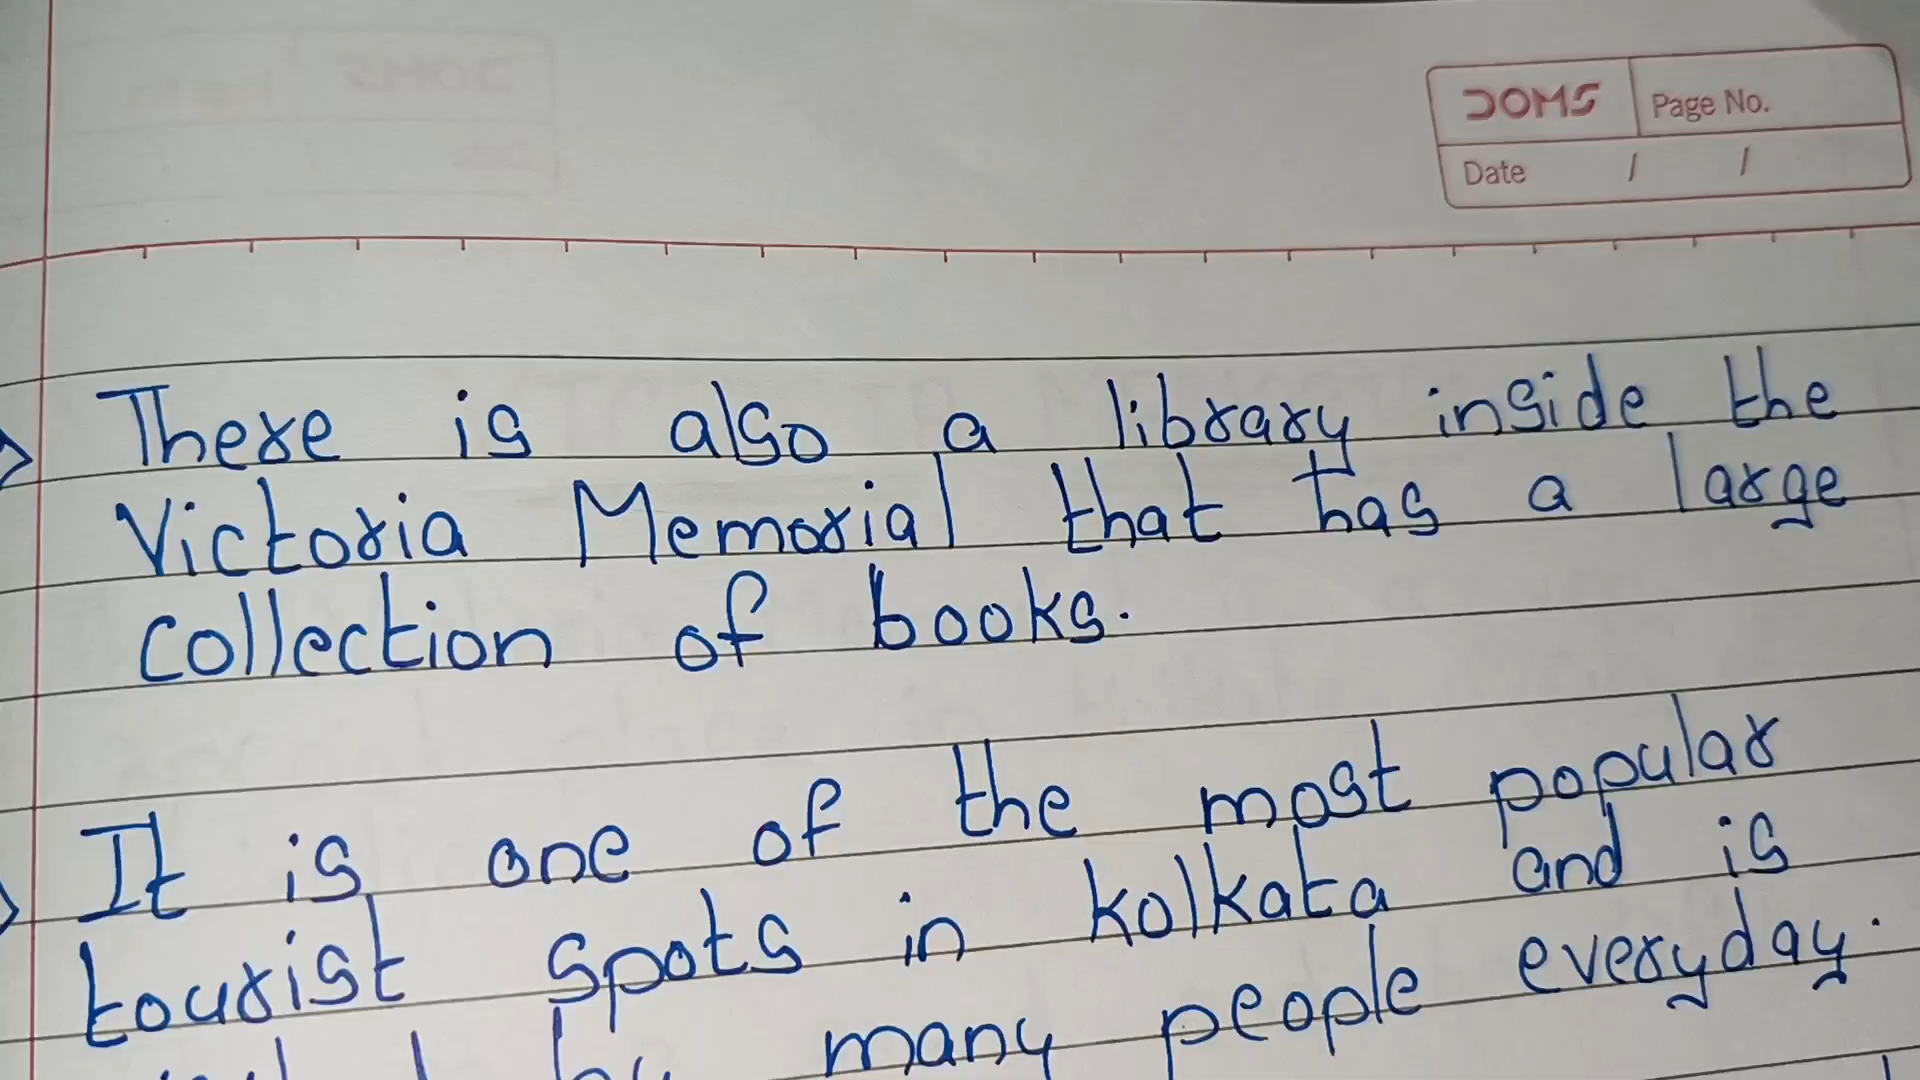 DOMS Page No.
Date / /
There is also a library inside the
Victoria Memorial that has a large
collection of books.
It is one of the most popular
tourist spots in kolkata and is
by many people everyday.